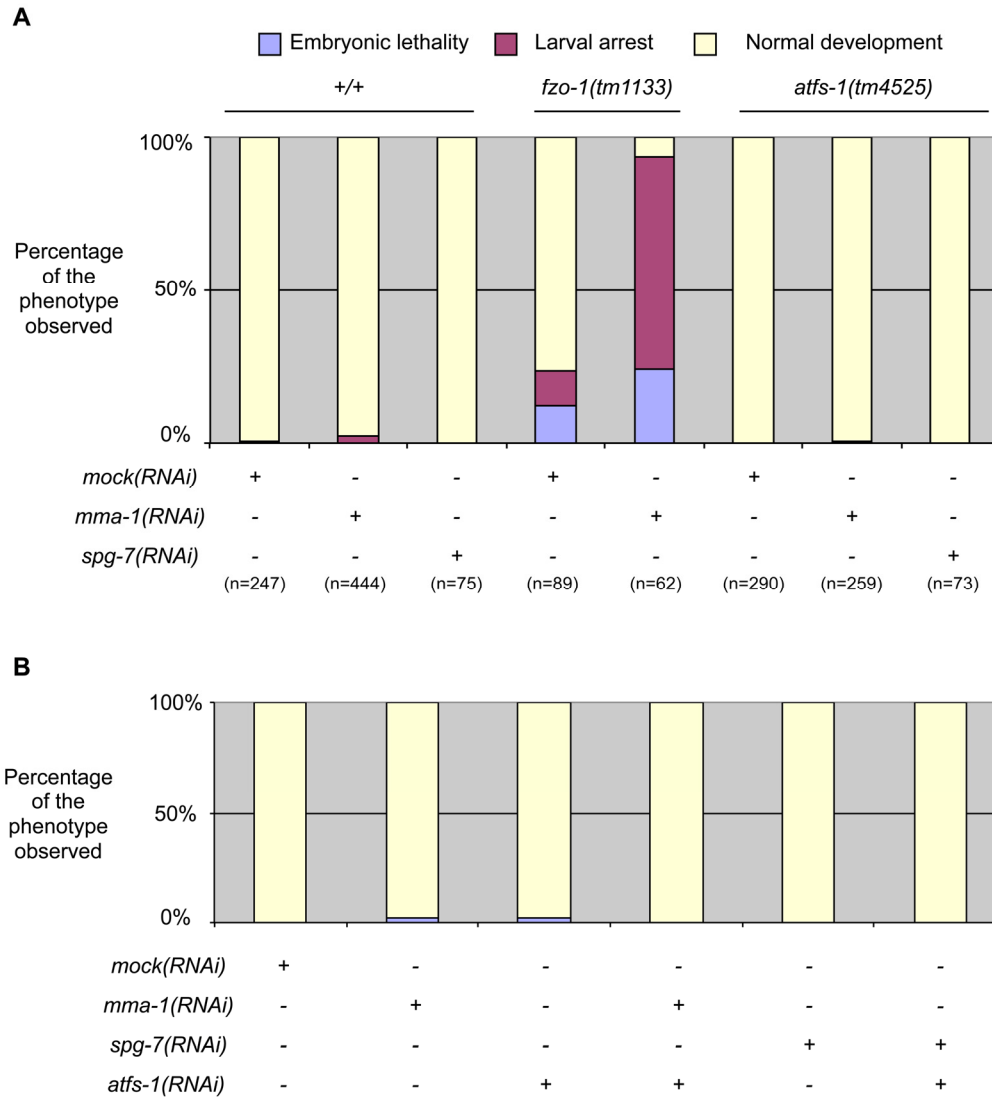 A
Embryonic lethality Larval arrest Normal development
+/+ fzo-1(tm1133) atfs-1(tm4525)
100%
Percentage
of the
phenotype
observed
50%
0%
mock(RNAi) + - - + - + - -
mma-1(RNAi) - + - - + - + -
spg-7(RNAi) - - + - - - - +
(n=247) (n=444) (n=75) (n=89) (n=62) (n=290) (n=259) (n=73)
B
100%
Percentage
of the
phenotype
observed
50%
0%
mock(RNAi) + - - - - -
mma-1(RNAi) - + - + - -
spg-7(RNAi) - - - - + +
atfs-1(RNAi) - - + + - +